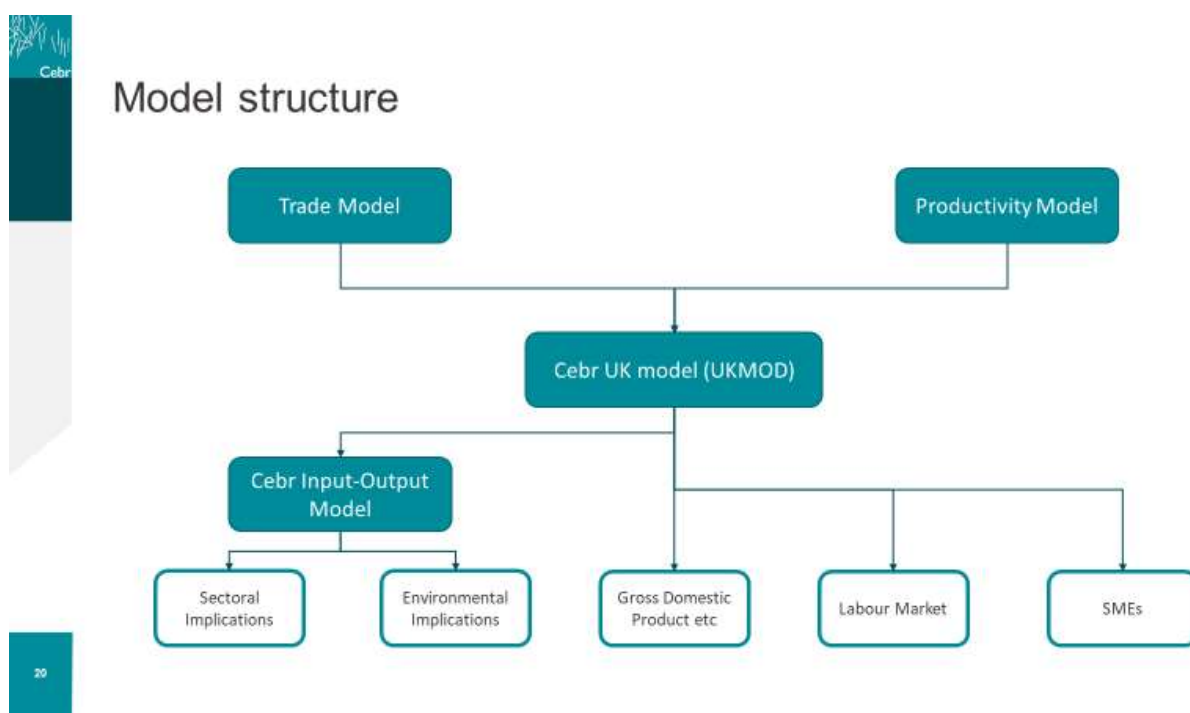 Cebr
Model structure
Trade Model
Productivity Model
Cebr UK model (UKMOD)
Cebr Input-Output
Model
Sectoral
Implications
Environmental
Implications
Gross Domestic
Product etc
Labour Market
SMEs
20